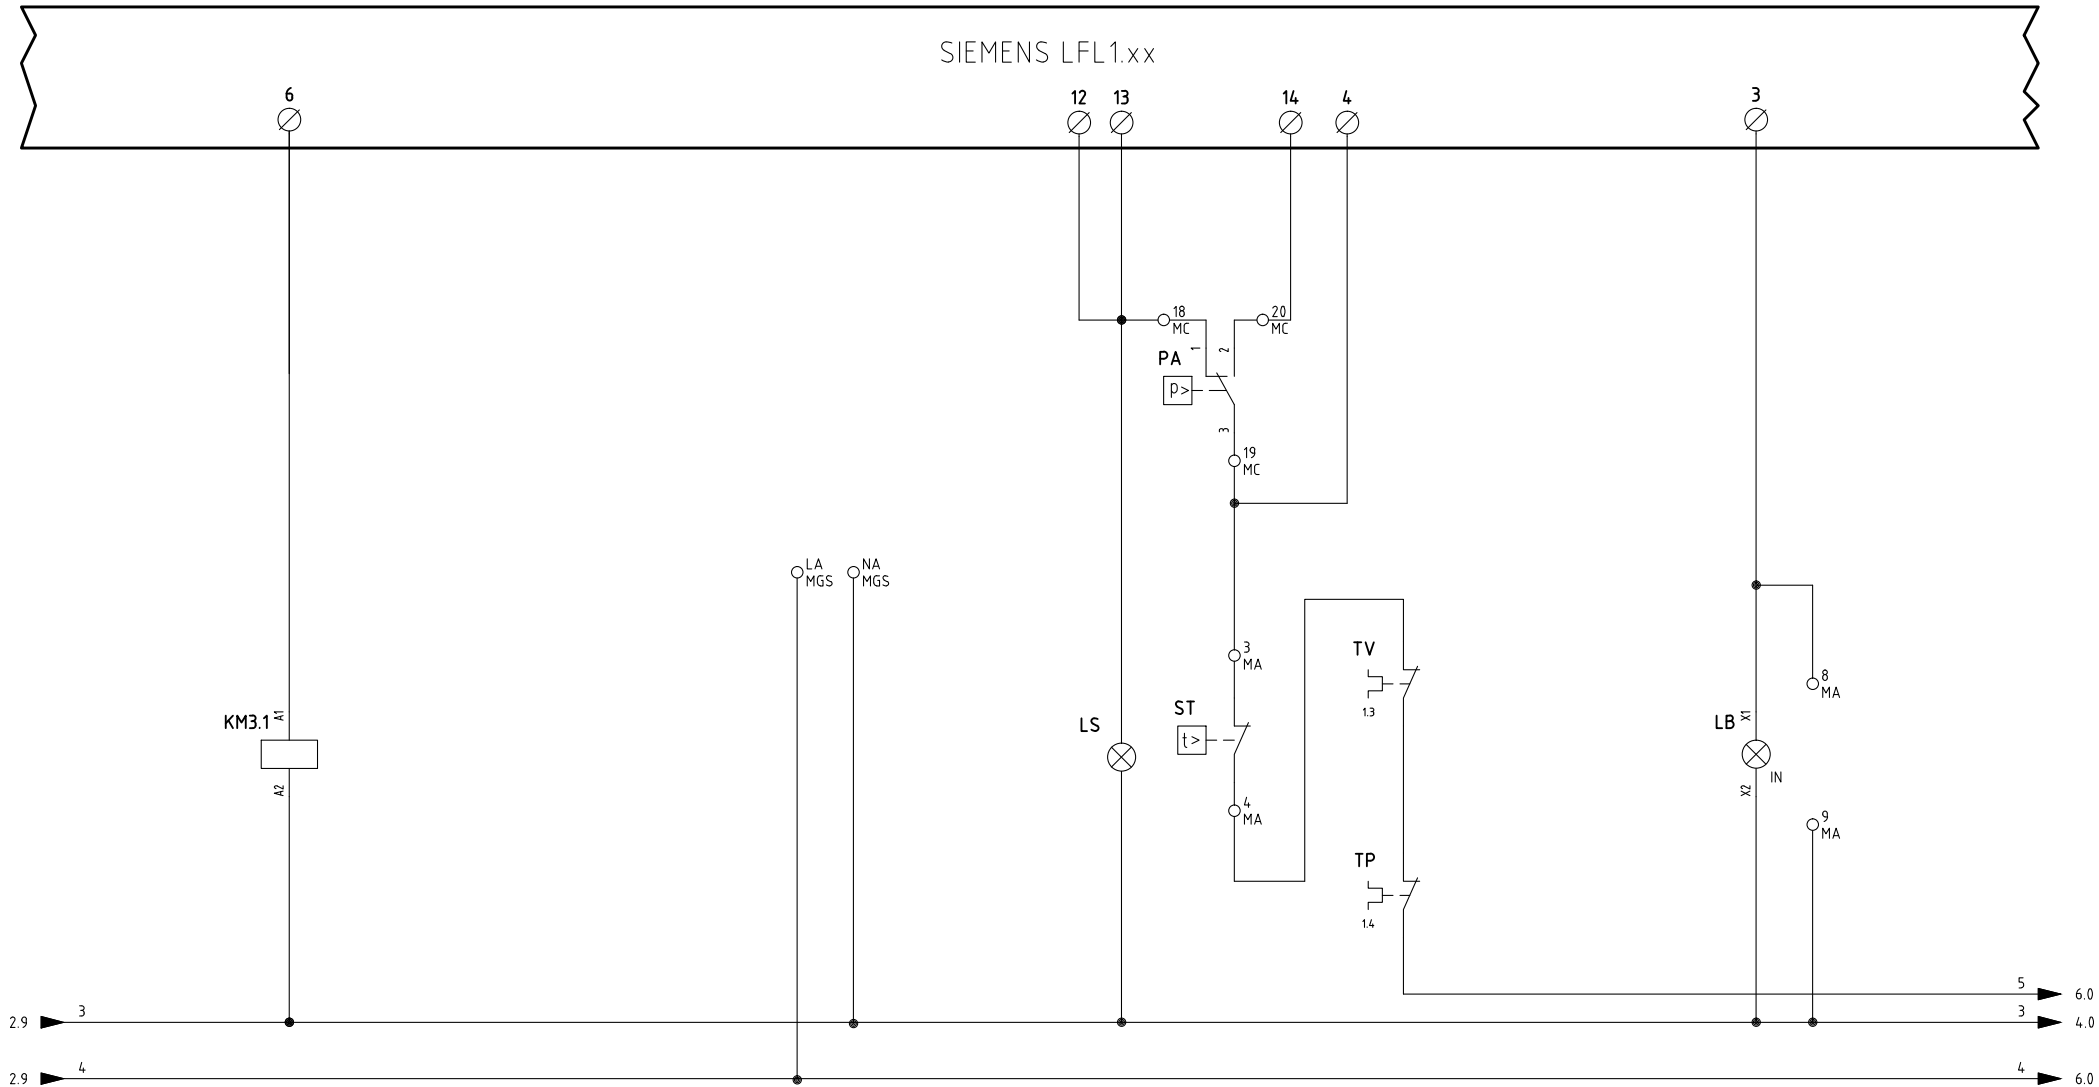 SIEMENS LFL1.xx
6
12
13
14
4
3
18
MC
20
MC
1
2
PA
p>
3
19
MC
LA
MGS
NA
MGS
3
MA
TV
1.3
8
MA
ST
t>
KM3.1
A1
A2
LS
LB
X1
IN
X2
4
MA
9
MA
TP
1.4
5
6.0
2.9
3
3
4.0
2.9
4
4
6.0